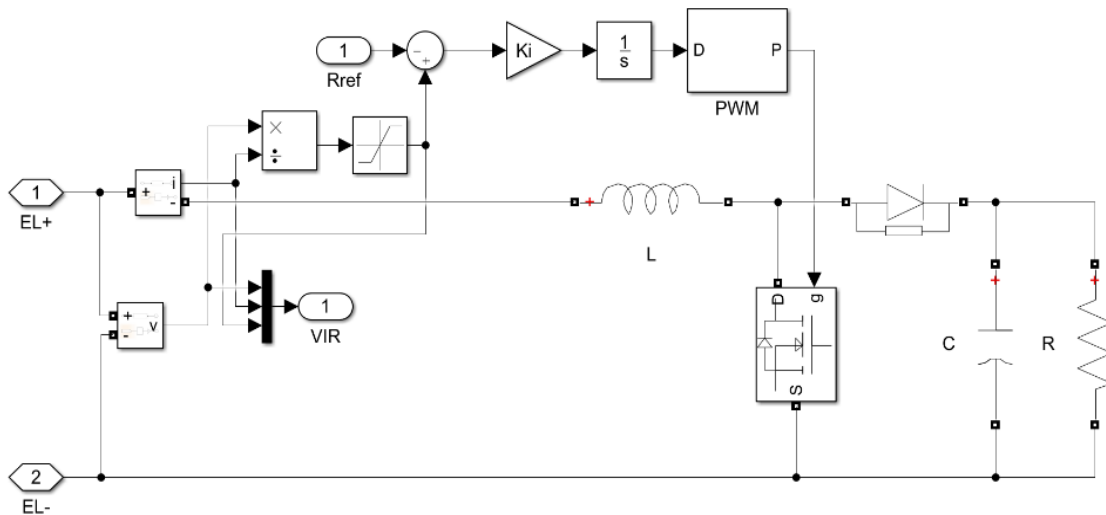 1
Rref
-
+
Ki
1
s
D
P
PWM
×
÷
1
EL+
+
i
-
L
+
-
v
1
VIR
D
g
S
C
R
2
EL-